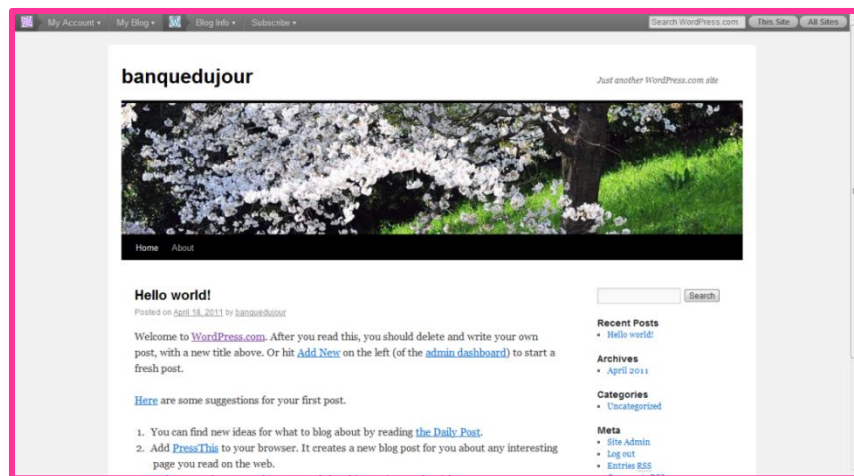 My Account My Blog Blog Info Subscribe Search WordPress.com This Site All Sites
banquedujour
Just another WordPress.com site
Home About
Hello world!
Posted on April 18, 2011 by banquedujour
Welcome to WordPress.com. After you read this, you should delete and write your own
post, with a new title above. Or hit Add New on the left (of the admin dashboard) to start a
fresh post.
Here are some suggestions for your first post.
1. You can find new ideas for what to blog about by reading the Daily Post.
2. Add PressThis to your browser. It creates a new blog post for you about any interesting
page you read on the web.
Search
Recent Posts
Hello world!
Archives
April 2011
Categories
Uncategorized
Meta
Site Admin
Log out
Entries RSS